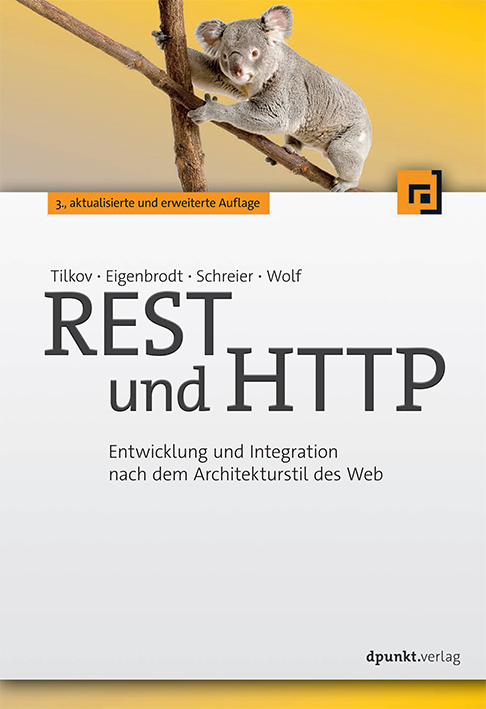 3., aktualisierte und erweiterte Auflage
Tilkov · Eigenbrodt · Schreier · Wolf
REST
und HTTP
Entwicklung und Integration
nach dem Architekturstil des Web
dpunkt.verlag